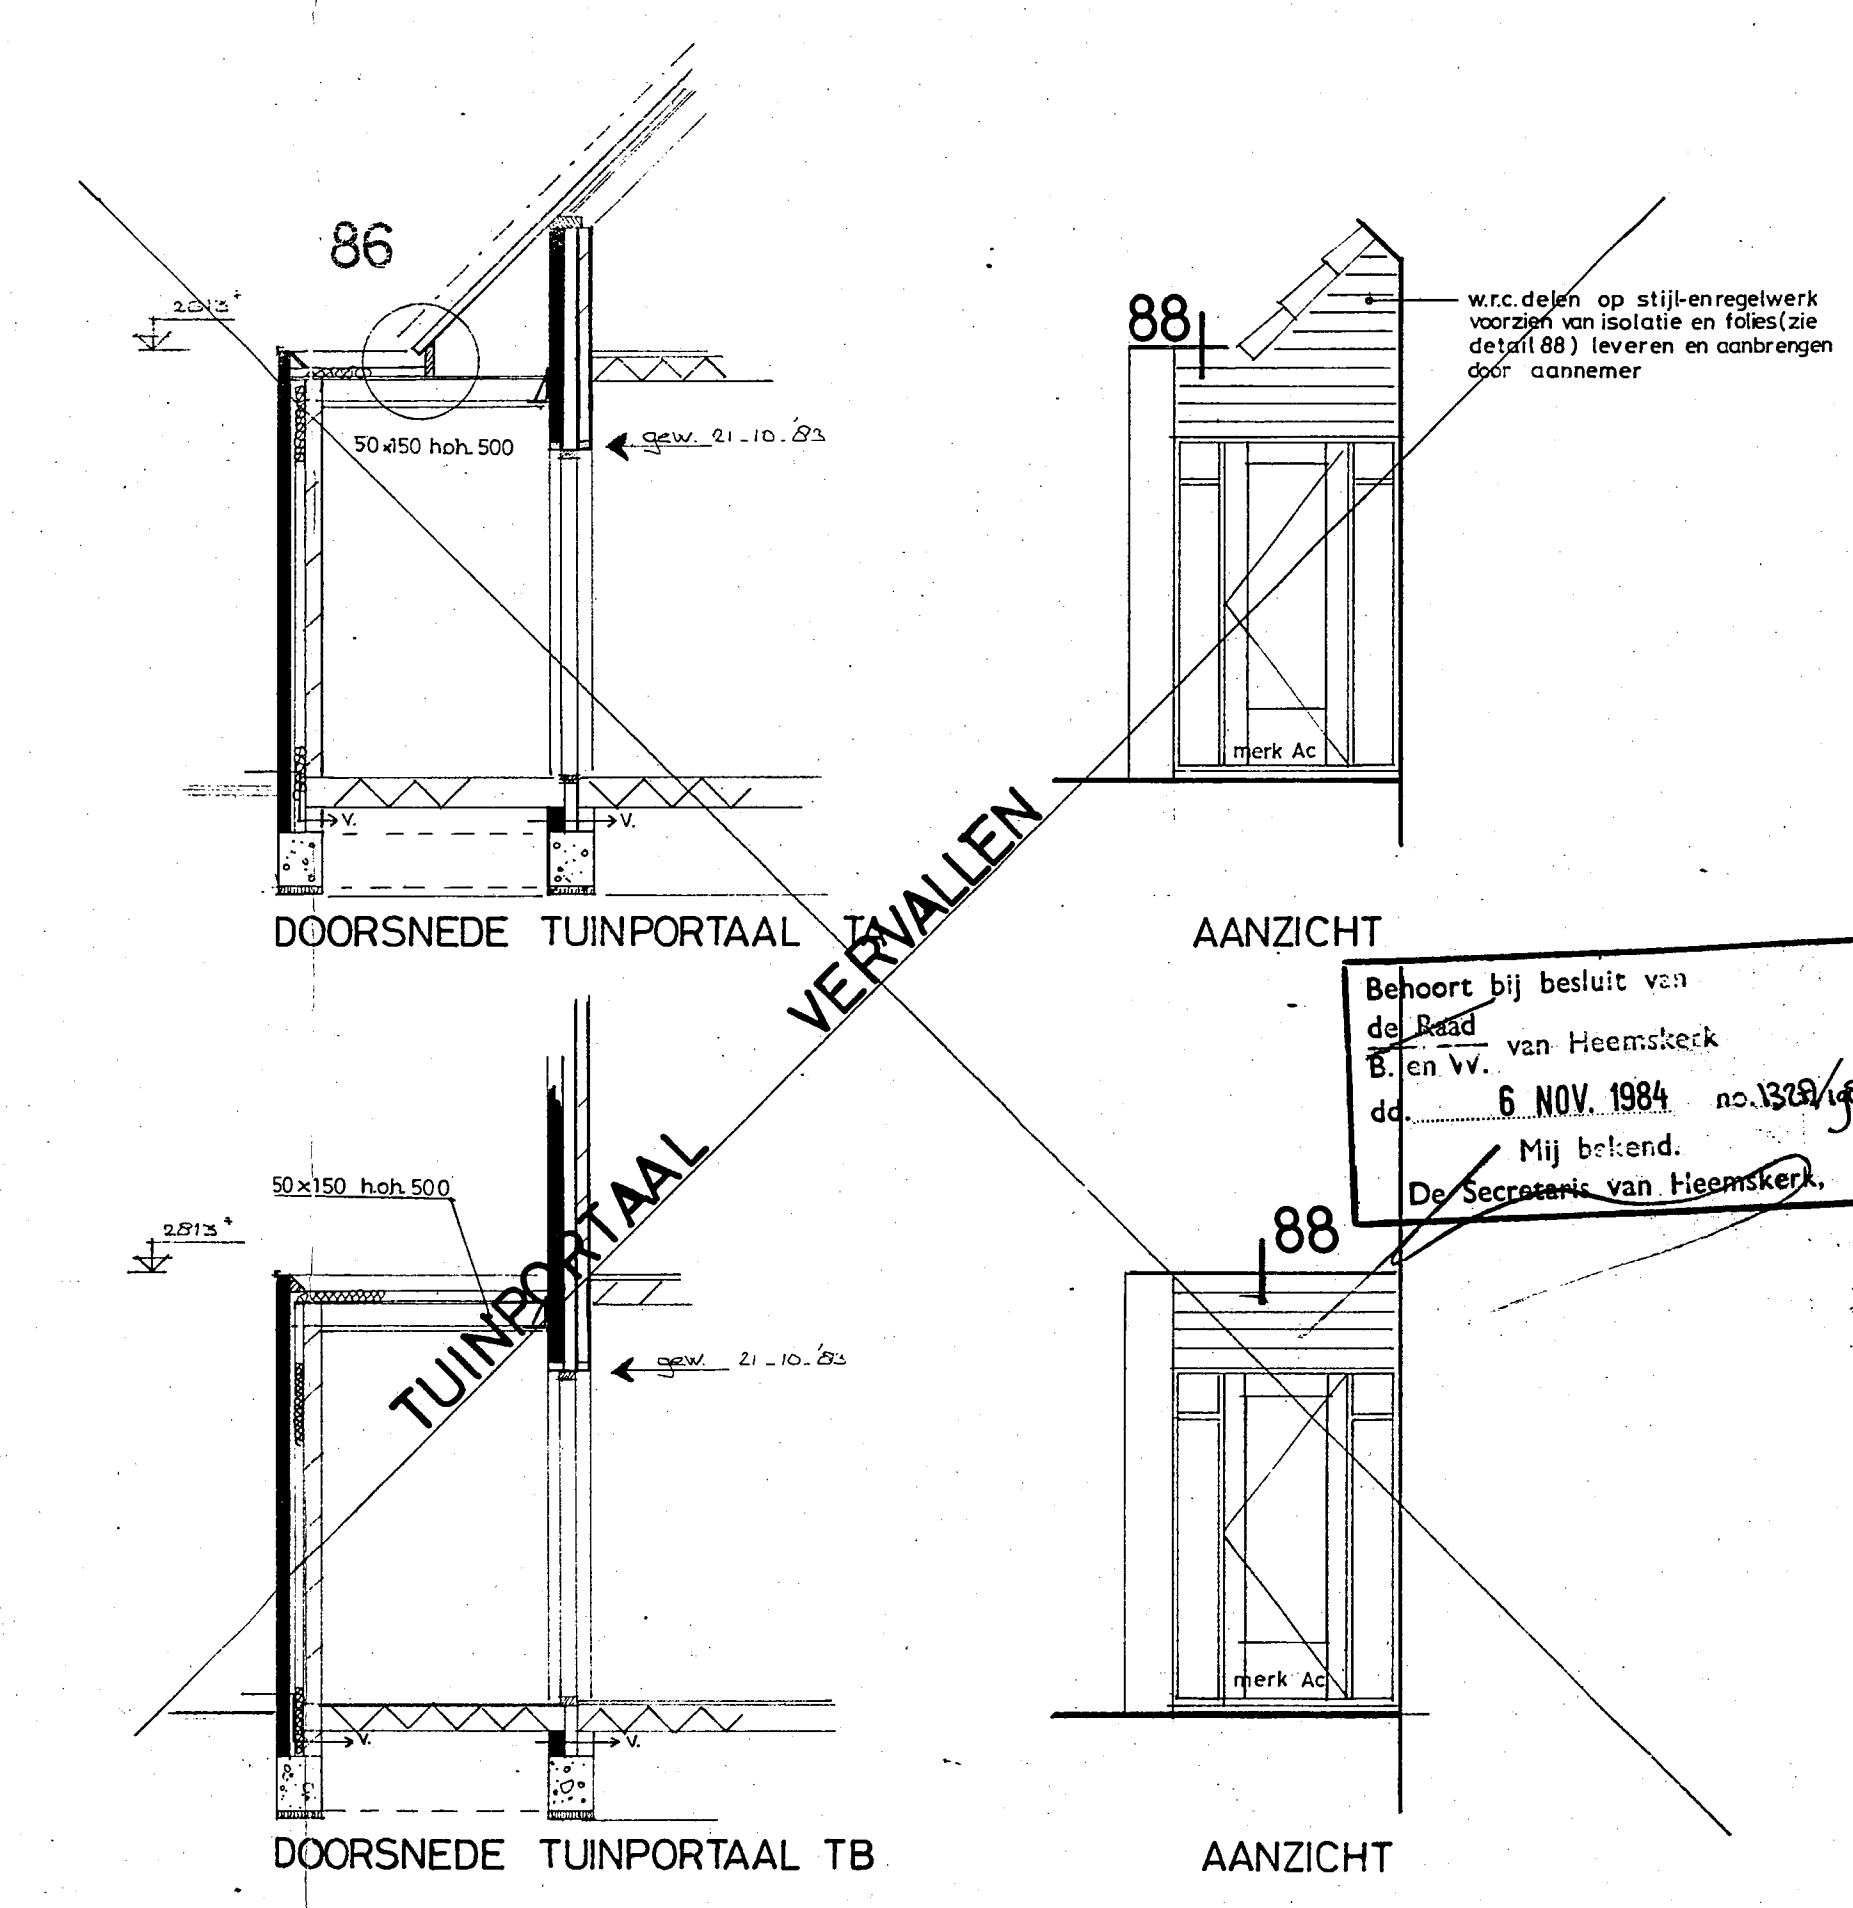 86
2813+
50x150 h.o.h. 500
gew. 21-10-'83
88
w.r.c. delen op stijl-en regelwerk
voorzien van isolatie en folies (zie
detail 88) leveren en aanbrengen
door aannemer
merk Ac
V.
V.
DOORSNEDE TUINPORTAAL TA
AANZICHT
TUINPORTAAL VERVALLEN
Behoort bij besluit van
de Raad
B. en W. van Heemskerk
dd. 6 NOV. 1984 no.
Mij bekend.
De Secretaris van Heemskerk,
50x150 h.o.h. 500
2813+
gew. 21-10-'83
88
merk Ac
V.
V.
DOORSNEDE TUINPORTAAL TB
AANZICHT